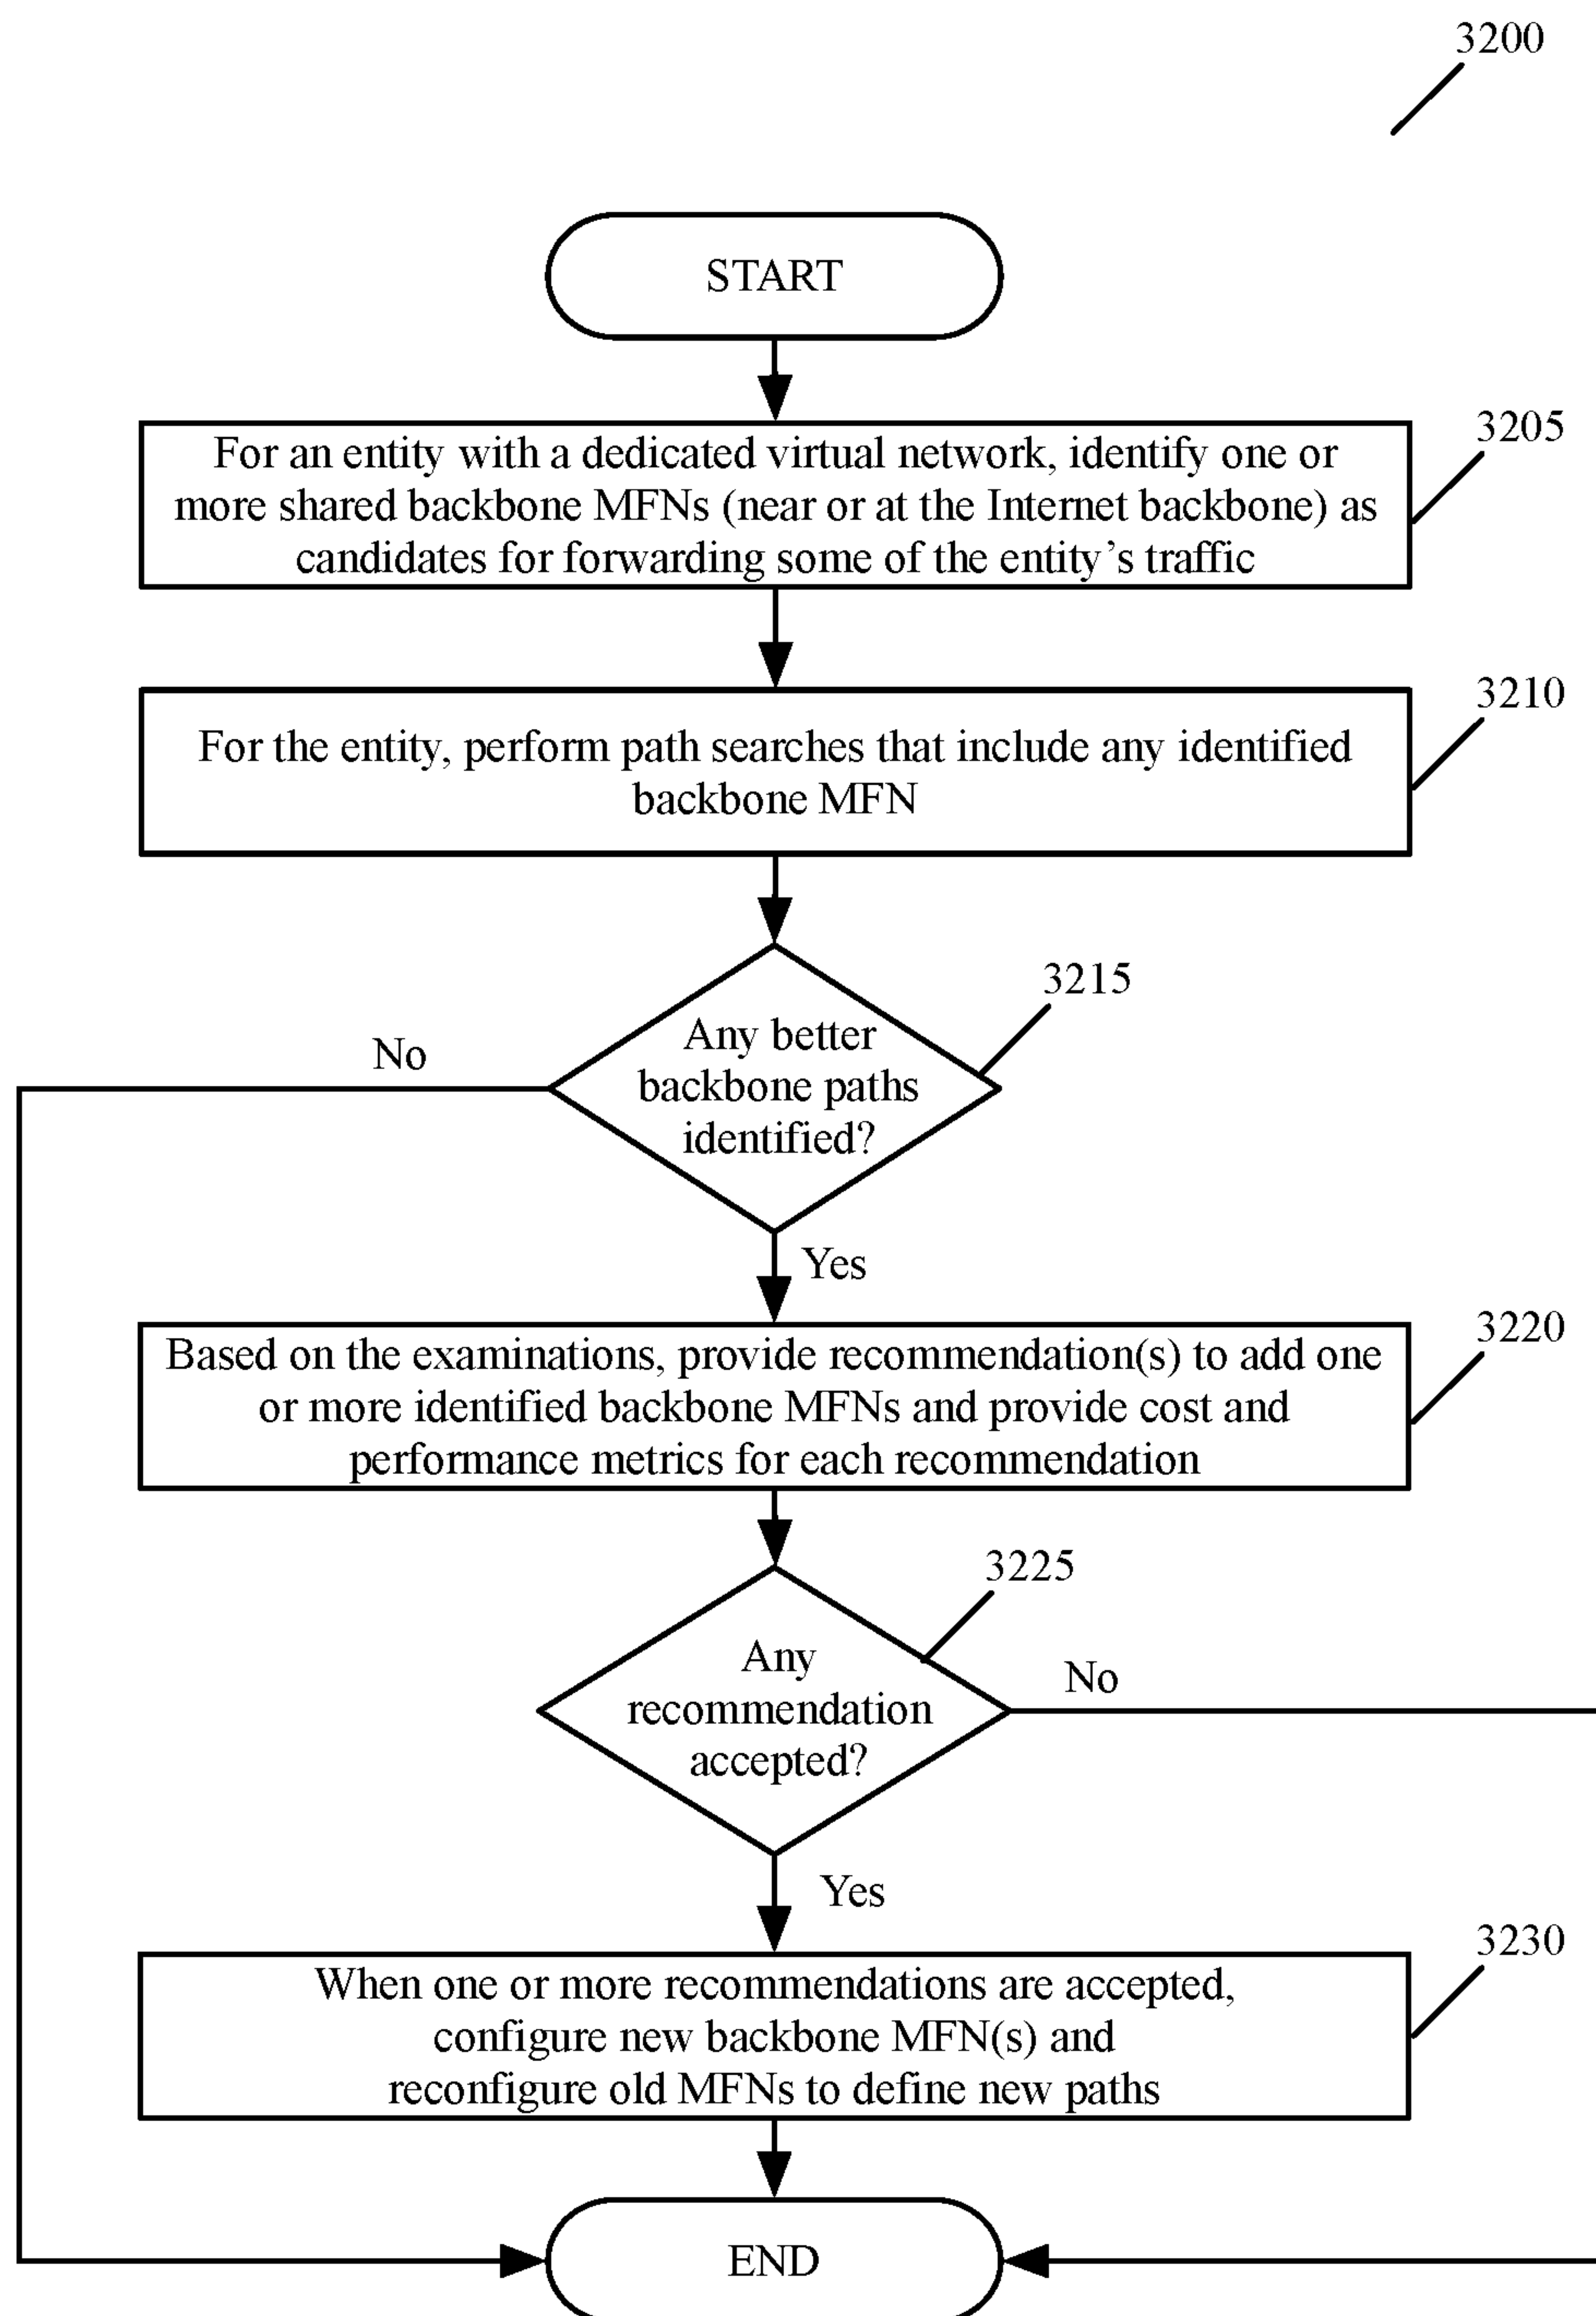 3200
START
3205
For an entity with a dedicated virtual network, identify one or
more shared backbone MFNs (near or at the Internet backbone) as
candidates for forwarding some of the entity’s traffic
3210
For the entity, perform path searches that include any identified
backbone MFN
3215
Any better
backbone paths
identified?
No
Yes
3220
Based on the examinations, provide recommendation(s) to add one
or more identified backbone MFNs and provide cost and
performance metrics for each recommendation
3225
Any
recommendation
accepted?
No
Yes
3230
When one or more recommendations are accepted,
configure new backbone MFN(s) and
reconfigure old MFNs to define new paths
END